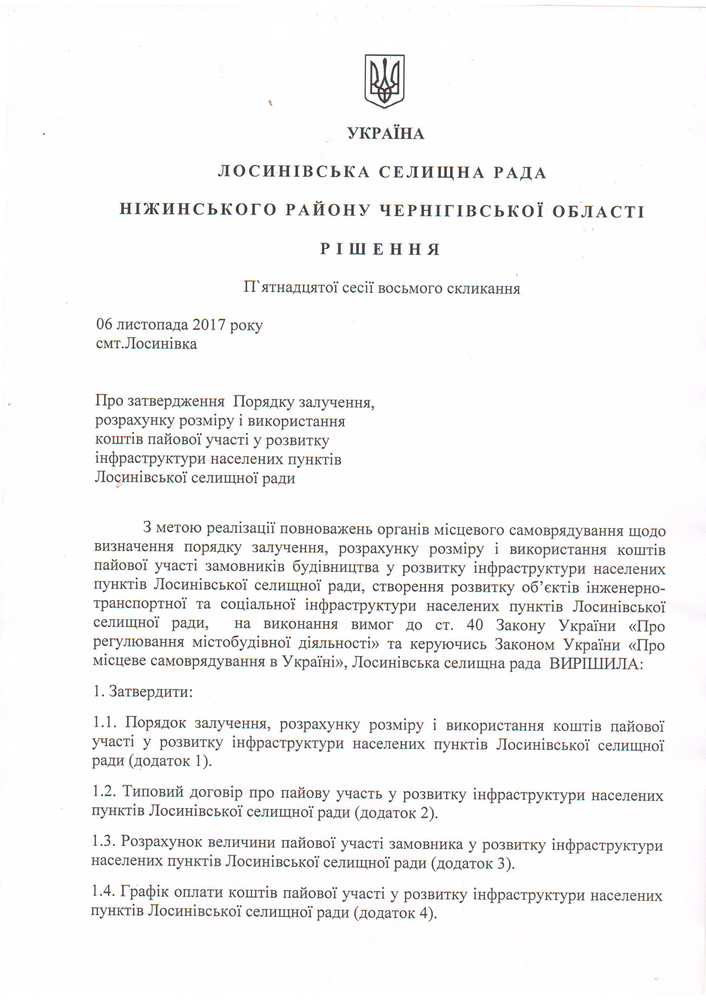 УКРАЇНА
ЛОСИНІВСЬКА СЕЛИЩНА РАДА
НІЖИНСЬКОГО РАЙОНУ ЧЕРНІГІВСЬКОЇ ОБЛАСТІ
Р І Ш Е Н Н Я
П`ятнадцятої сесії восьмого скликання
06 листопада 2017 року
смт.Лосинівка
Про затвердження Порядку залучення,
розрахунку розміру і використання
коштів пайової участі у розвитку
інфраструктури населених пунктів
Лосинівської селищної ради
З метою реалізації повноважень органів місцевого самоврядування щодо
визначення порядку залучення, розрахунку розміру і використання коштів
пайової участі замовників будівництва у розвитку інфраструктури населених
пунктів Лосинівської селищної ради, створення розвитку об’єктів інженерно-
транспортної та соціальної інфраструктури населених пунктів Лосинівської
селищної ради, на виконання вимог до ст. 40 Закону України «Про
регулювання містобудівної діяльності» та керуючись Законом України «Про
місцеве самоврядування в Україні», Лосинівська селищна рада ВИРІШИЛА:
1. Затвердити:
1.1. Порядок залучення, розрахунку розміру і використання коштів пайової
участі у розвитку інфраструктури населених пунктів Лосинівської селищної
ради (додаток 1).
1.2. Типовий договір про пайову участь у розвитку інфраструктури населених
пунктів Лосинівської селищної ради (додаток 2).
1.3. Розрахунок величини пайової участі замовника у розвитку інфраструктури
населених пунктів Лосинівської селищної ради (додаток 3).
1.4. Графік оплати коштів пайової участі у розвитку інфраструктури населених
пунктів Лосинівської селищної ради (додаток 4).